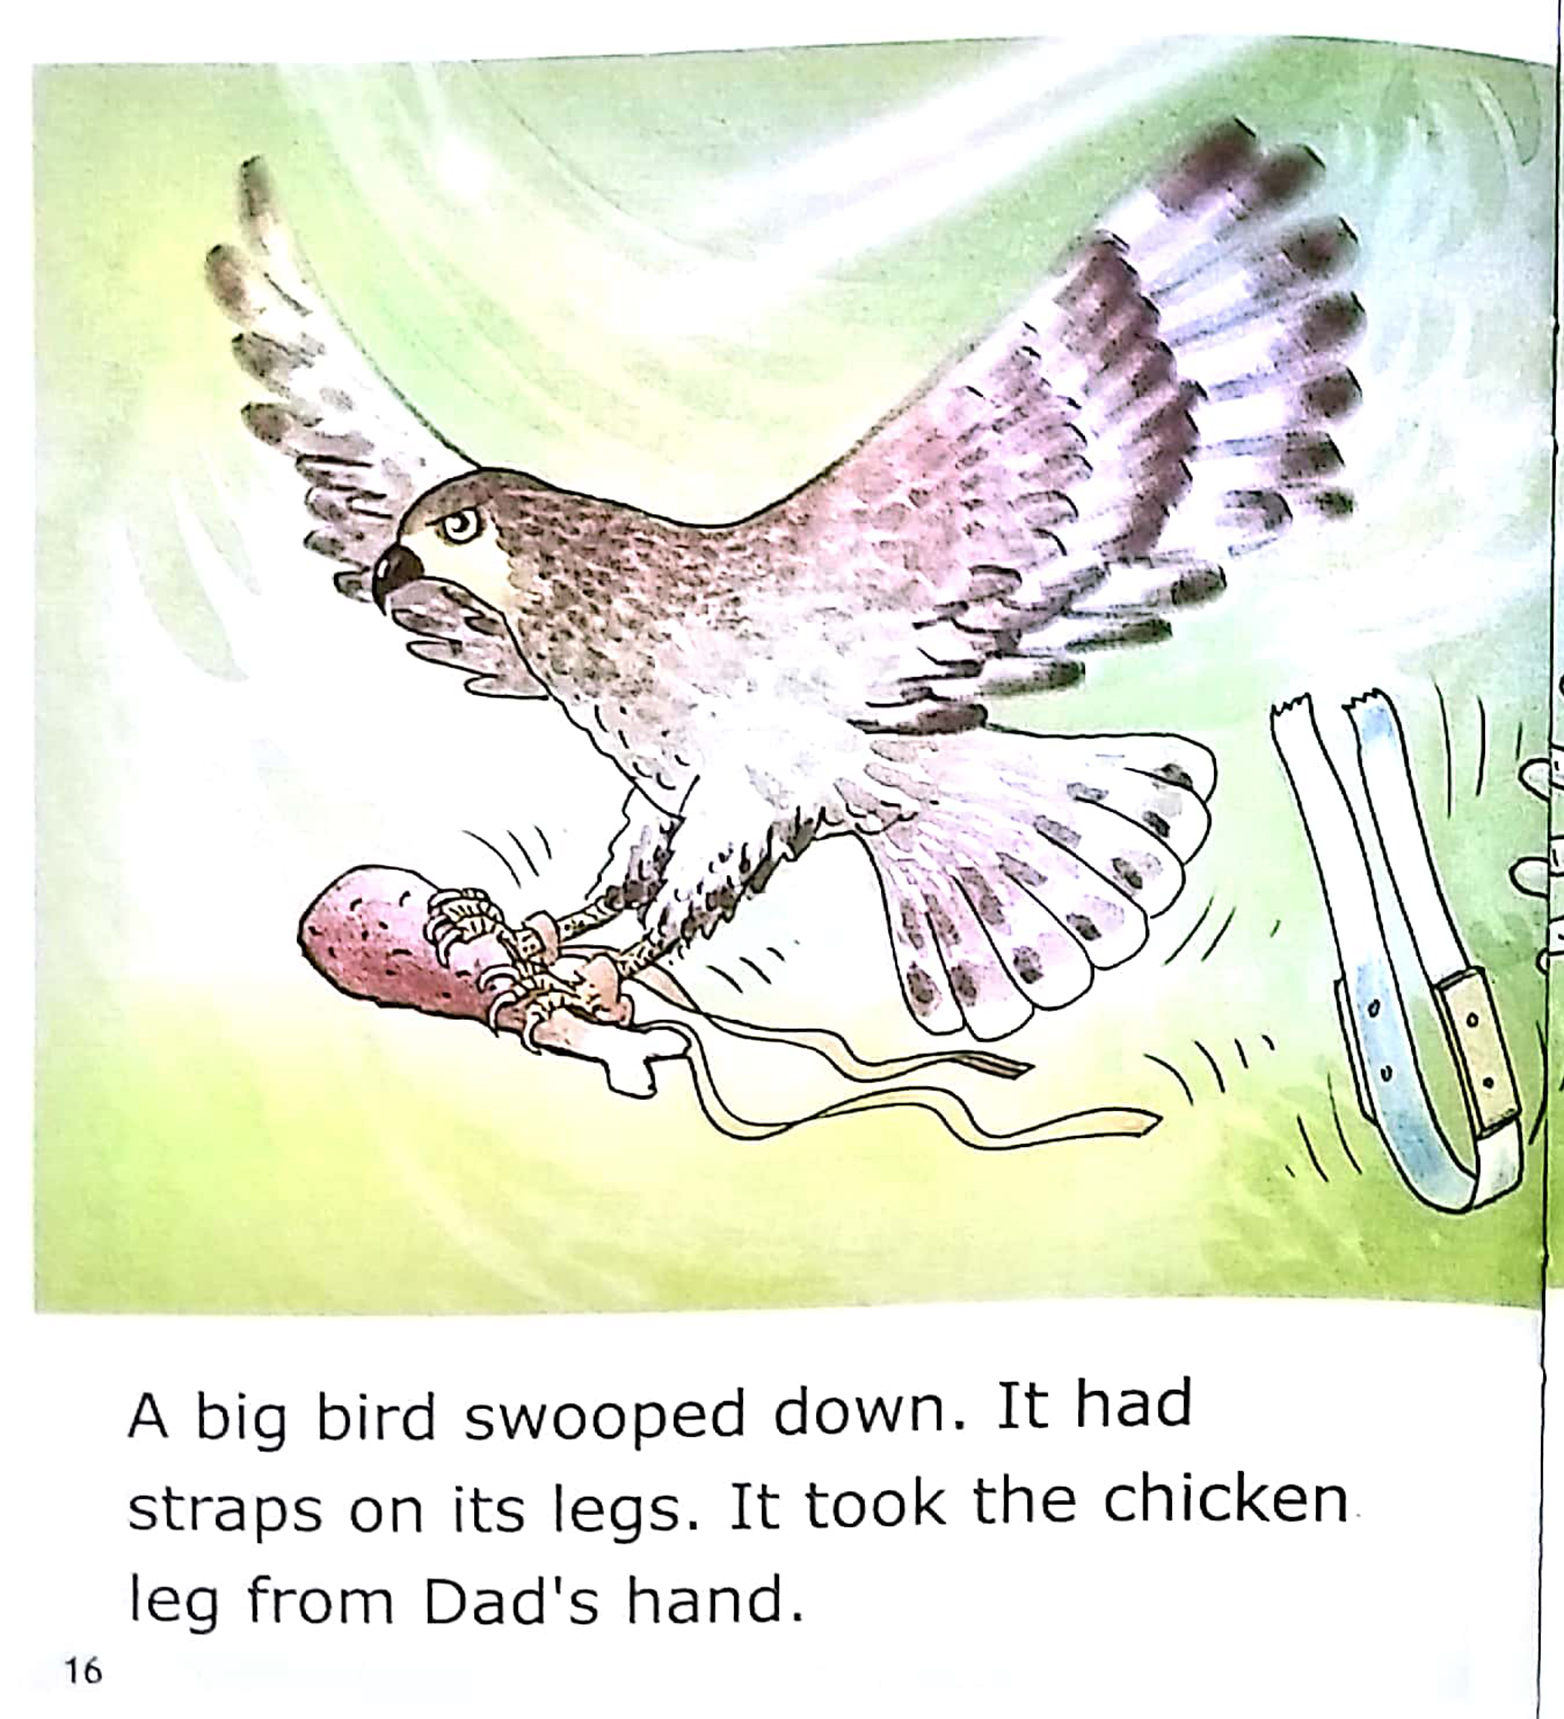 A big bird swooped down. It had
straps on its legs. It took the chicken
leg from Dad's hand.
16